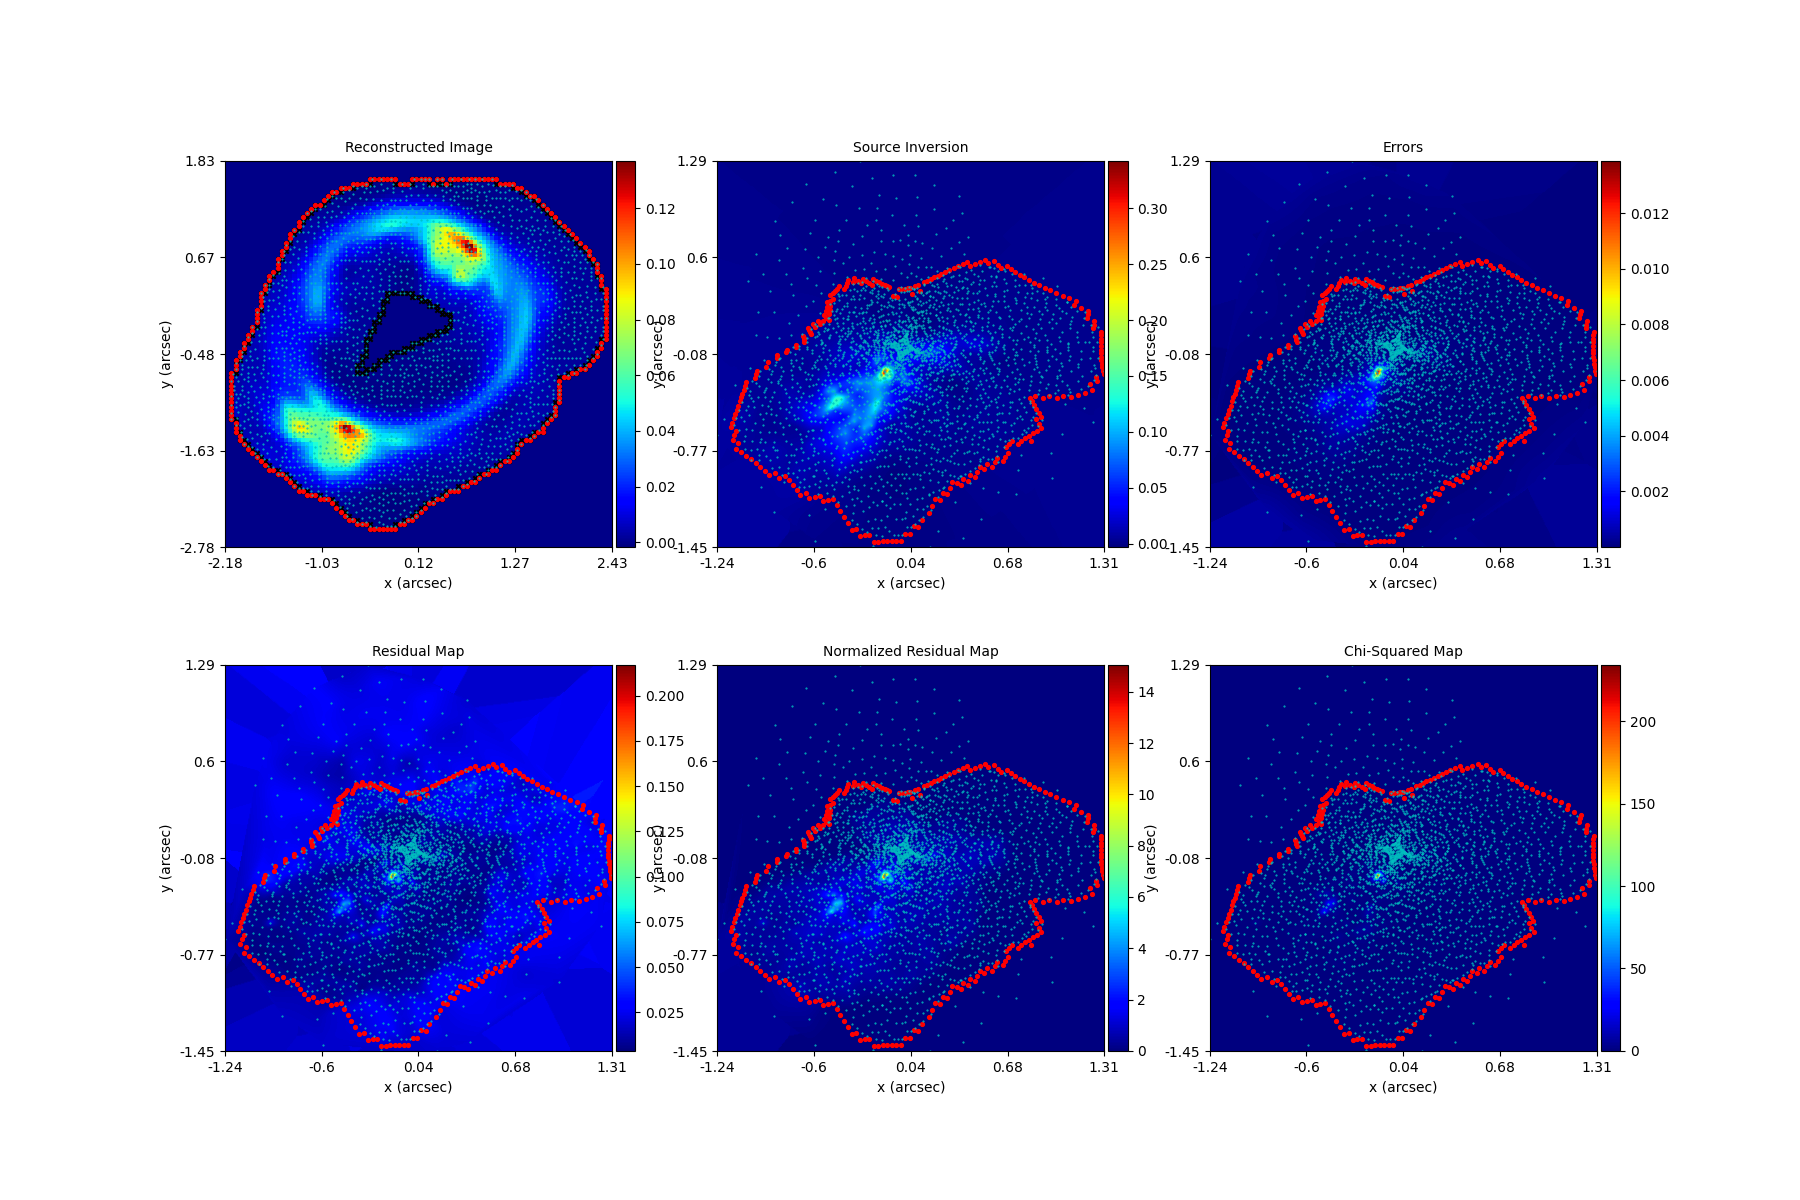 Reconstructed Image
1.83
0.67
-0.48
-1.63
-2.78
y (arcsec)
-2.18 -1.03 0.12 1.27 2.43
x (arcsec)
0.12
0.10
0.08
0.06
0.04
0.02
0.00
Source Inversion
1.29
0.6
-0.08
-0.77
-1.45
y (arcsec)
-1.24 -0.6 0.04 0.68 1.31
x (arcsec)
0.30
0.25
0.20
0.15
0.10
0.05
0.00
Errors
1.29
0.6
-0.08
-0.77
-1.45
y (arcsec)
-1.24 -0.6 0.04 0.68 1.31
x (arcsec)
0.012
0.010
0.008
0.006
0.004
0.002
Residual Map
1.29
0.6
-0.08
-0.77
-1.45
y (arcsec)
-1.24 -0.6 0.04 0.68 1.31
x (arcsec)
0.200
0.175
0.150
0.125
0.100
0.075
0.050
0.025
Normalized Residual Map
1.29
0.6
-0.08
-0.77
-1.45
y (arcsec)
-1.24 -0.6 0.04 0.68 1.31
x (arcsec)
14
12
10
8
6
4
2
0
Chi-Squared Map
1.29
0.6
-0.08
-0.77
-1.45
y (arcsec)
-1.24 -0.6 0.04 0.68 1.31
x (arcsec)
200
150
100
50
0